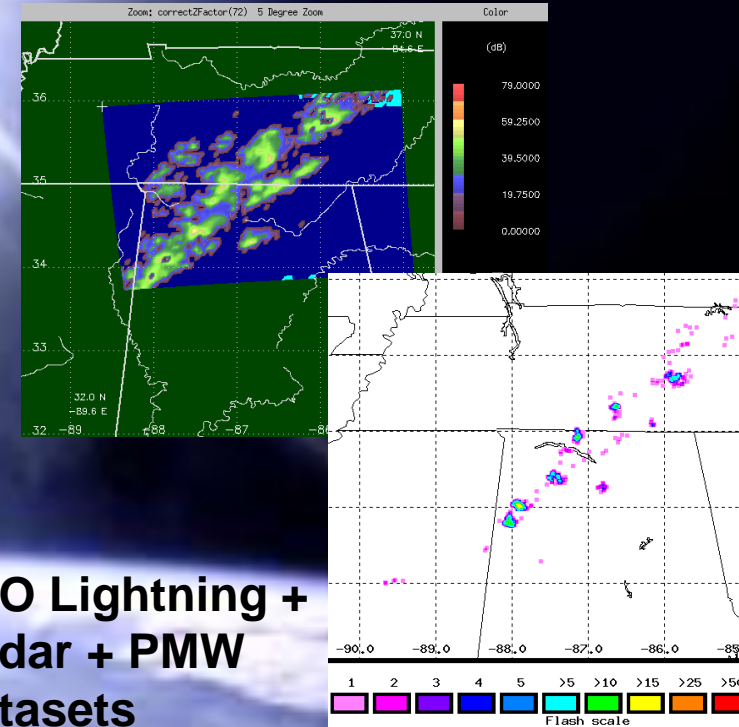 Zoom: correctZFactor(72) 5 Degree Zoom
Color
37.0 N
84.6 E
(dB)
79.0000
59.2500
39.5000
19.7500
0.00000
36
35
34
33
32
32.0 N
-89.6 E
-89 -88 -87
O Lightning +
dar + PMW
tasets
-90.0 -89.0 -88.0 -87.0 -86.0
1 2 3 4 5 >5 >10 >15 >25 >50
Flash scale